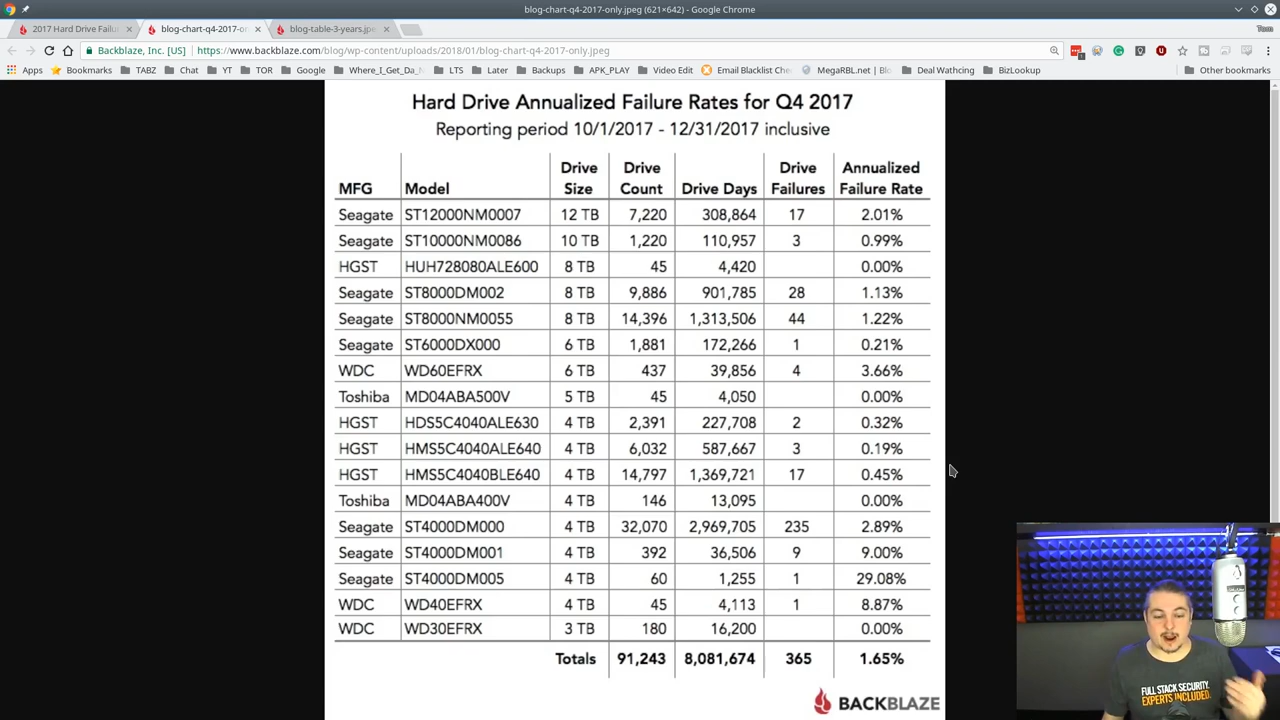 blog-chart-q4-2017-only.jpeg (621×642) - Google Chrome
2017 Hard Drive Failu
blog-chart-q4-2017-on
blog-table-3-years.jpe
Tom
Backblaze, Inc. [US]
https://www.backblaze.com/blog/wp-content/uploads/2018/01/blog-chart-q4-2017-only.jpeg
Apps Bookmarks TABZ Chat YT TOR Google Where_I_Get_Da_ LTS Later Backups APK_PLAY Video Edit Email Blacklist Che MegaRBL.net | Bl Deal Wathcing BizLookup Other bookmarks
Hard Drive Annualized Failure Rates for Q4 2017
Reporting period 10/1/2017 - 12/31/2017 inclusive
MFG Model Drive Size Drive Count Drive Days Drive Failures Annualized Failure Rate
Seagate ST12000NM0007 12 TB 7,220 308,864 17 2.01%
Seagate ST10000NM0086 10 TB 1,220 110,957 3 0.99%
HGST HUH728080ALE600 8 TB 45 4,420 0.00%
Seagate ST8000DM002 8 TB 9,886 901,785 28 1.13%
Seagate ST8000NM0055 8 TB 14,396 1,313,506 44 1.22%
Seagate ST6000DX000 6 TB 1,881 172,266 1 0.21%
WDC WD60EFRX 6 TB 437 39,856 4 3.66%
Toshiba MD04ABA500V 5 TB 45 4,050 0.00%
HGST HDS5C4040ALE630 4 TB 2,391 227,708 2 0.32%
HGST HMS5C4040ALE640 4 TB 6,032 587,667 3 0.19%
HGST HMS5C4040BLE640 4 TB 14,797 1,369,721 17 0.45%
Toshiba MD04ABA400V 4 TB 146 13,095 0.00%
Seagate ST4000DM000 4 TB 32,070 2,969,705 235 2.89%
Seagate ST4000DM001 4 TB 392 36,506 9 9.00%
Seagate ST4000DM005 4 TB 60 1,255 1 29.08%
WDC WD40EFRX 4 TB 45 4,113 1 8.87%
WDC WD30EFRX 3 TB 180 16,200 0.00%
Totals 91,243 8,081,674 365 1.65%
BACKBLAZE
FULL STACK SECURITY.
EXPERTS INCLUDED.